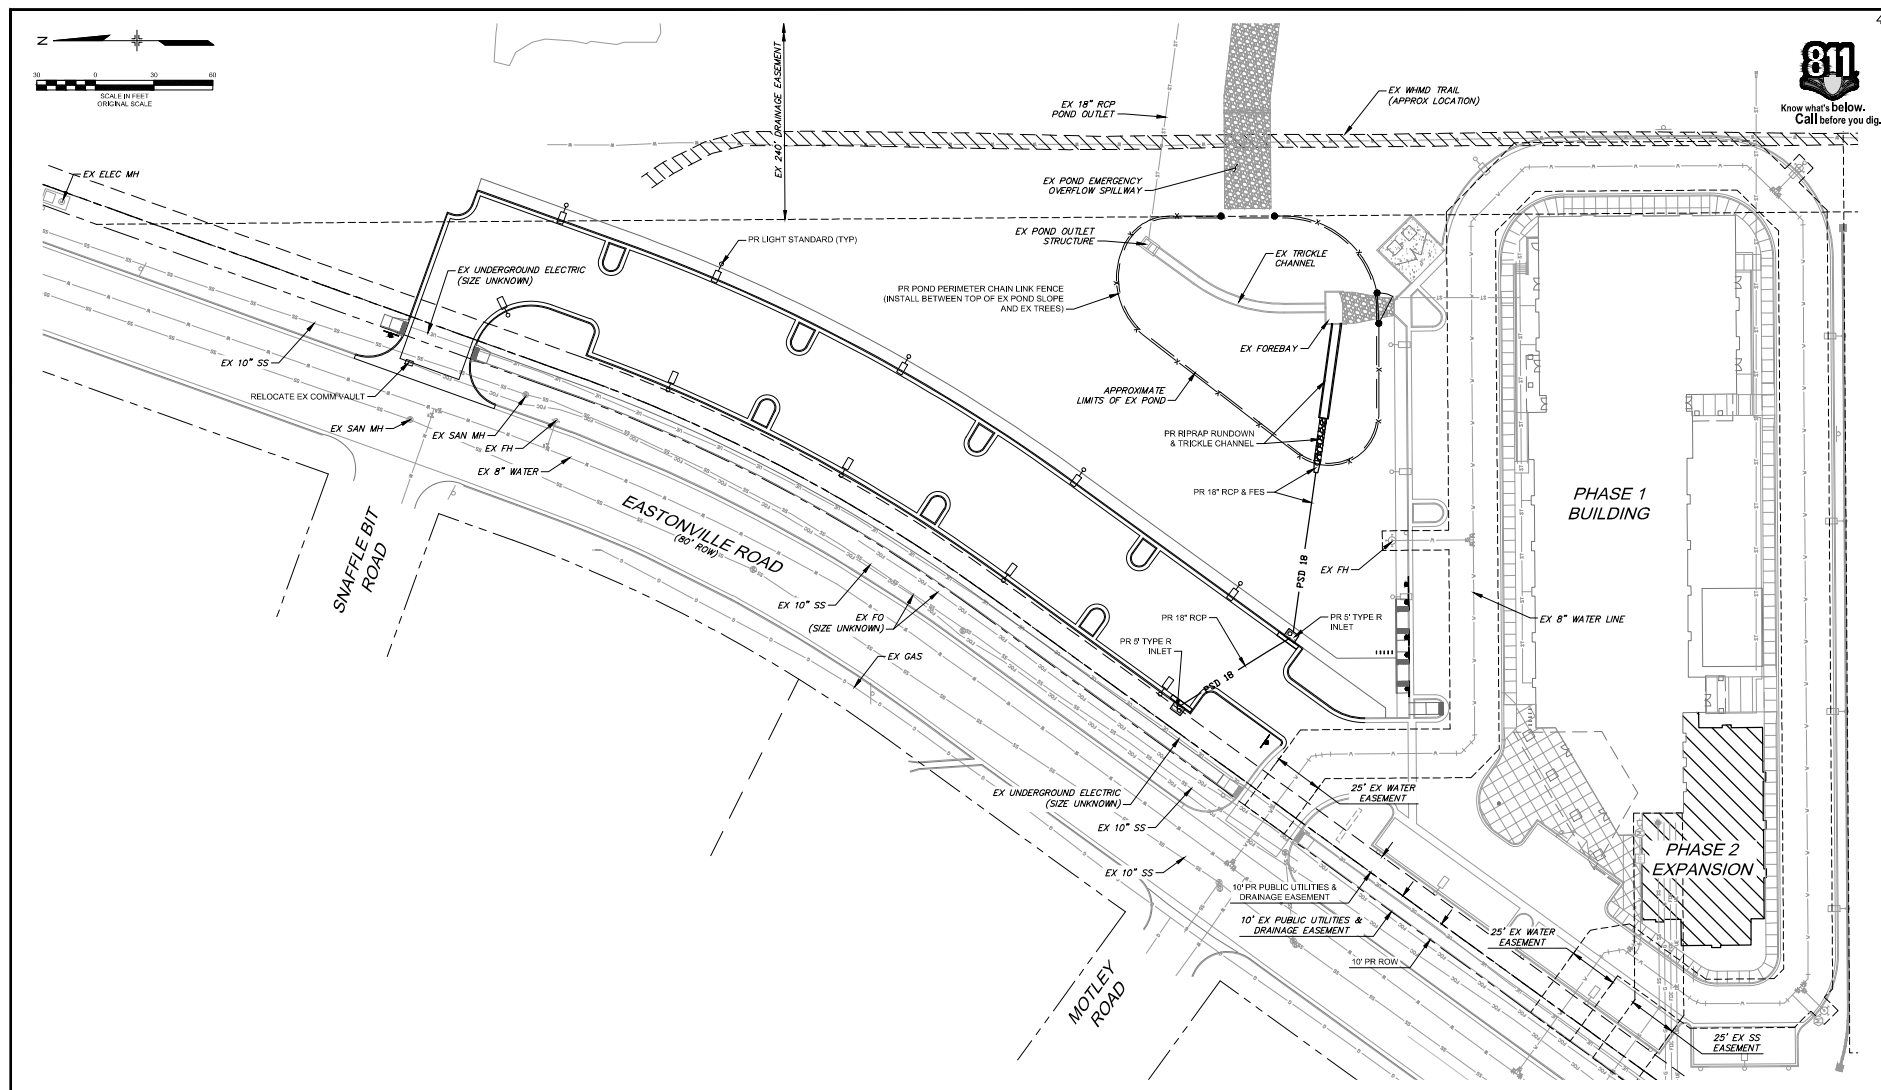 4
N
30 0 30 60
SCALE IN FEET
ORIGINAL SCALE
811
Know what's below.
Call before you dig.
EX 240' DRAINAGE EASEMENT
EX 18" RCP
POND OUTLET
EX WHMD TRAIL
(APPROX LOCATION)
EX ELEC MH
EX POND EMERGENCY
OVERFLOW SPILLWAY
PR LIGHT STANDARD (TYP)
EX POND OUTLET
STRUCTURE
EX TRICKLE
CHANNEL
EX UNDERGROUND ELECTRIC
(SIZE UNKNOWN)
PR POND PERIMETER CHAIN LINK FENCE
(INSTALL BETWEEN TOP OF EX POND SLOPE
AND EX TREES)
EX 10" SS
EX FOREBAY
RELOCATE EX COMM VAULT
APPROXIMATE
LIMITS OF EX POND
EX SAN MH
EX SAN MH
EX FH
EX 8" WATER
PR RIPRAP RUNDOWN
& TRICKLE CHANNEL
PR 18" RCP & FES
PHASE 1
BUILDING
EASTONVILLE ROAD
(80' ROW)
SNAFFLE BIT
ROAD
PSD 18
EX FH
EX 10" SS
EX FO
(SIZE UNKNOWN)
PR 18" RCP
PR 5' TYPE R
INLET
EX 8" WATER LINE
PR 5' TYPE R
INLET
EX GAS
PSD 18
EX UNDERGROUND ELECTRIC
(SIZE UNKNOWN)
25' EX WATER
EASEMENT
EX 10" SS
EX 10" SS
PHASE 2
EXPANSION
10' PR PUBLIC UTILITIES &
DRAINAGE EASEMENT
10' EX PUBLIC UTILITIES &
DRAINAGE EASEMENT
25' EX WATER
EASEMENT
10' PR ROW
MOTLEY
ROAD
25' EX SS
EASEMENT